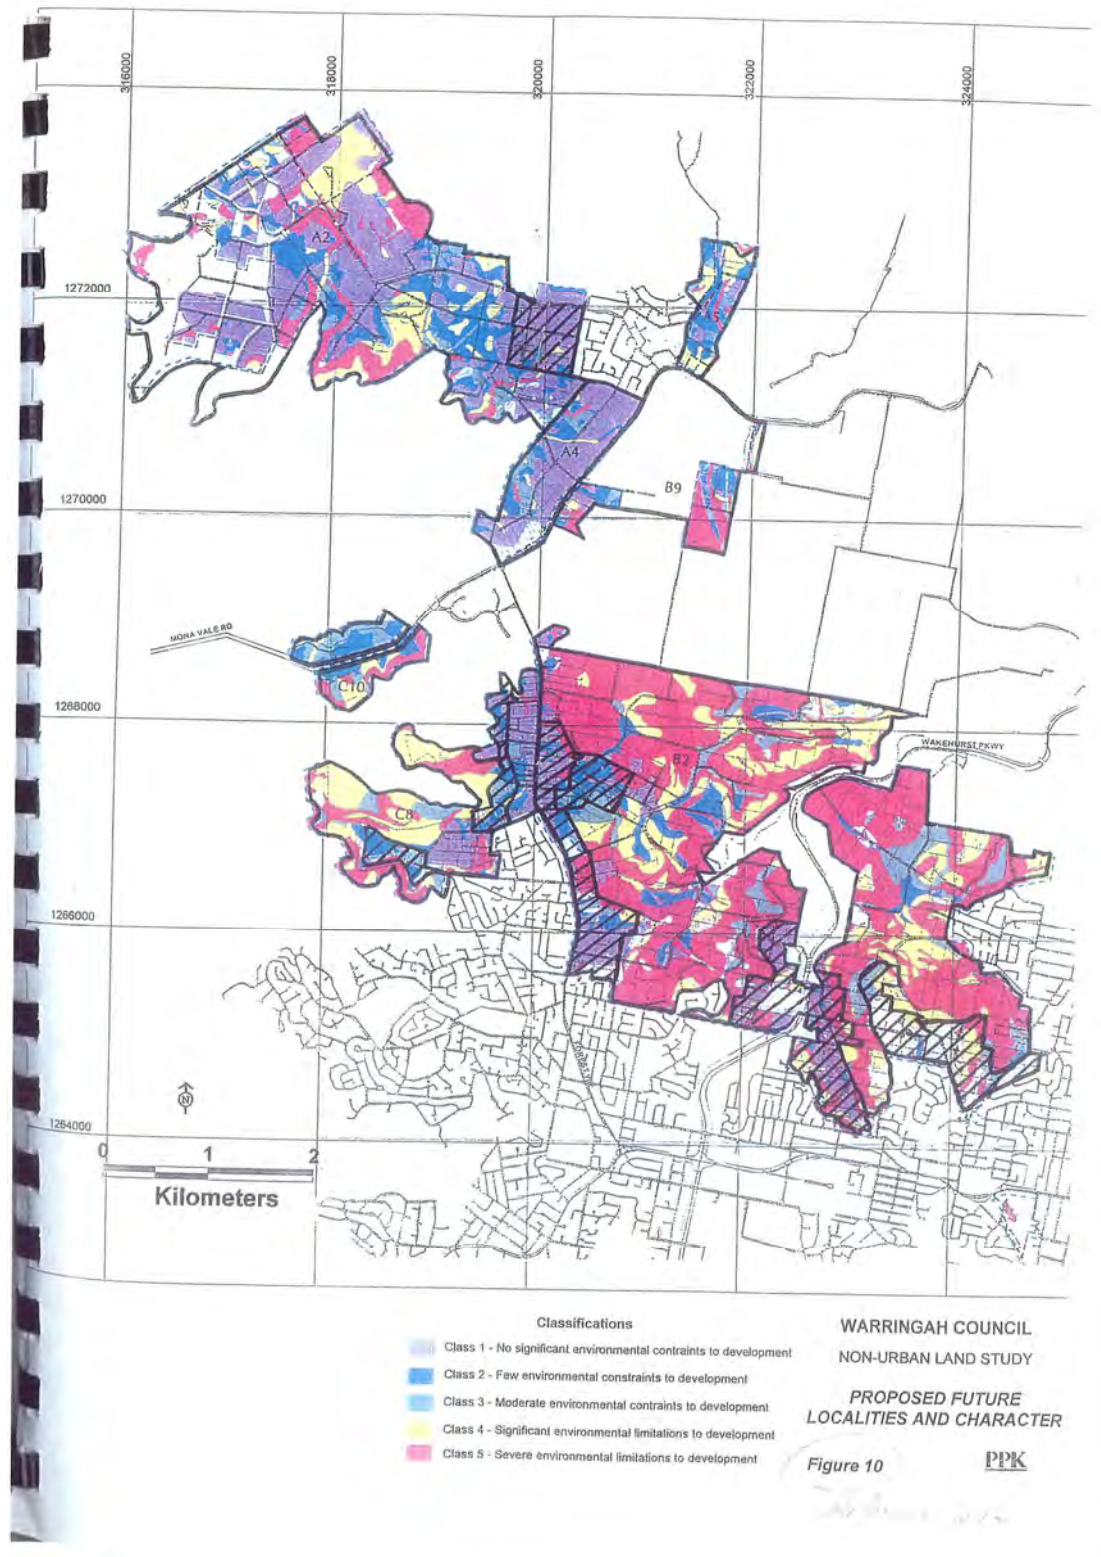 316000
318000
320000
322000
324000
A2
1272000
A4
B9
1270000
MONA VALE RD
C10
1268000
WAKEHURST PKWY
B2
C8
1266000
N
1264000
0 1 2
Kilometers
Classifications
Class 1 - No significant environmental contraints to development
Class 2 - Few environmental constraints to development
Class 3 - Moderate environmental contraints to development
Class 4 - Significant environmental limitations to development
Class 5 - Severe environmental limitations to development
WARRINGAH COUNCIL
NON-URBAN LAND STUDY
PROPOSED FUTURE
LOCALITIES AND CHARACTER
Figure 10
PPK